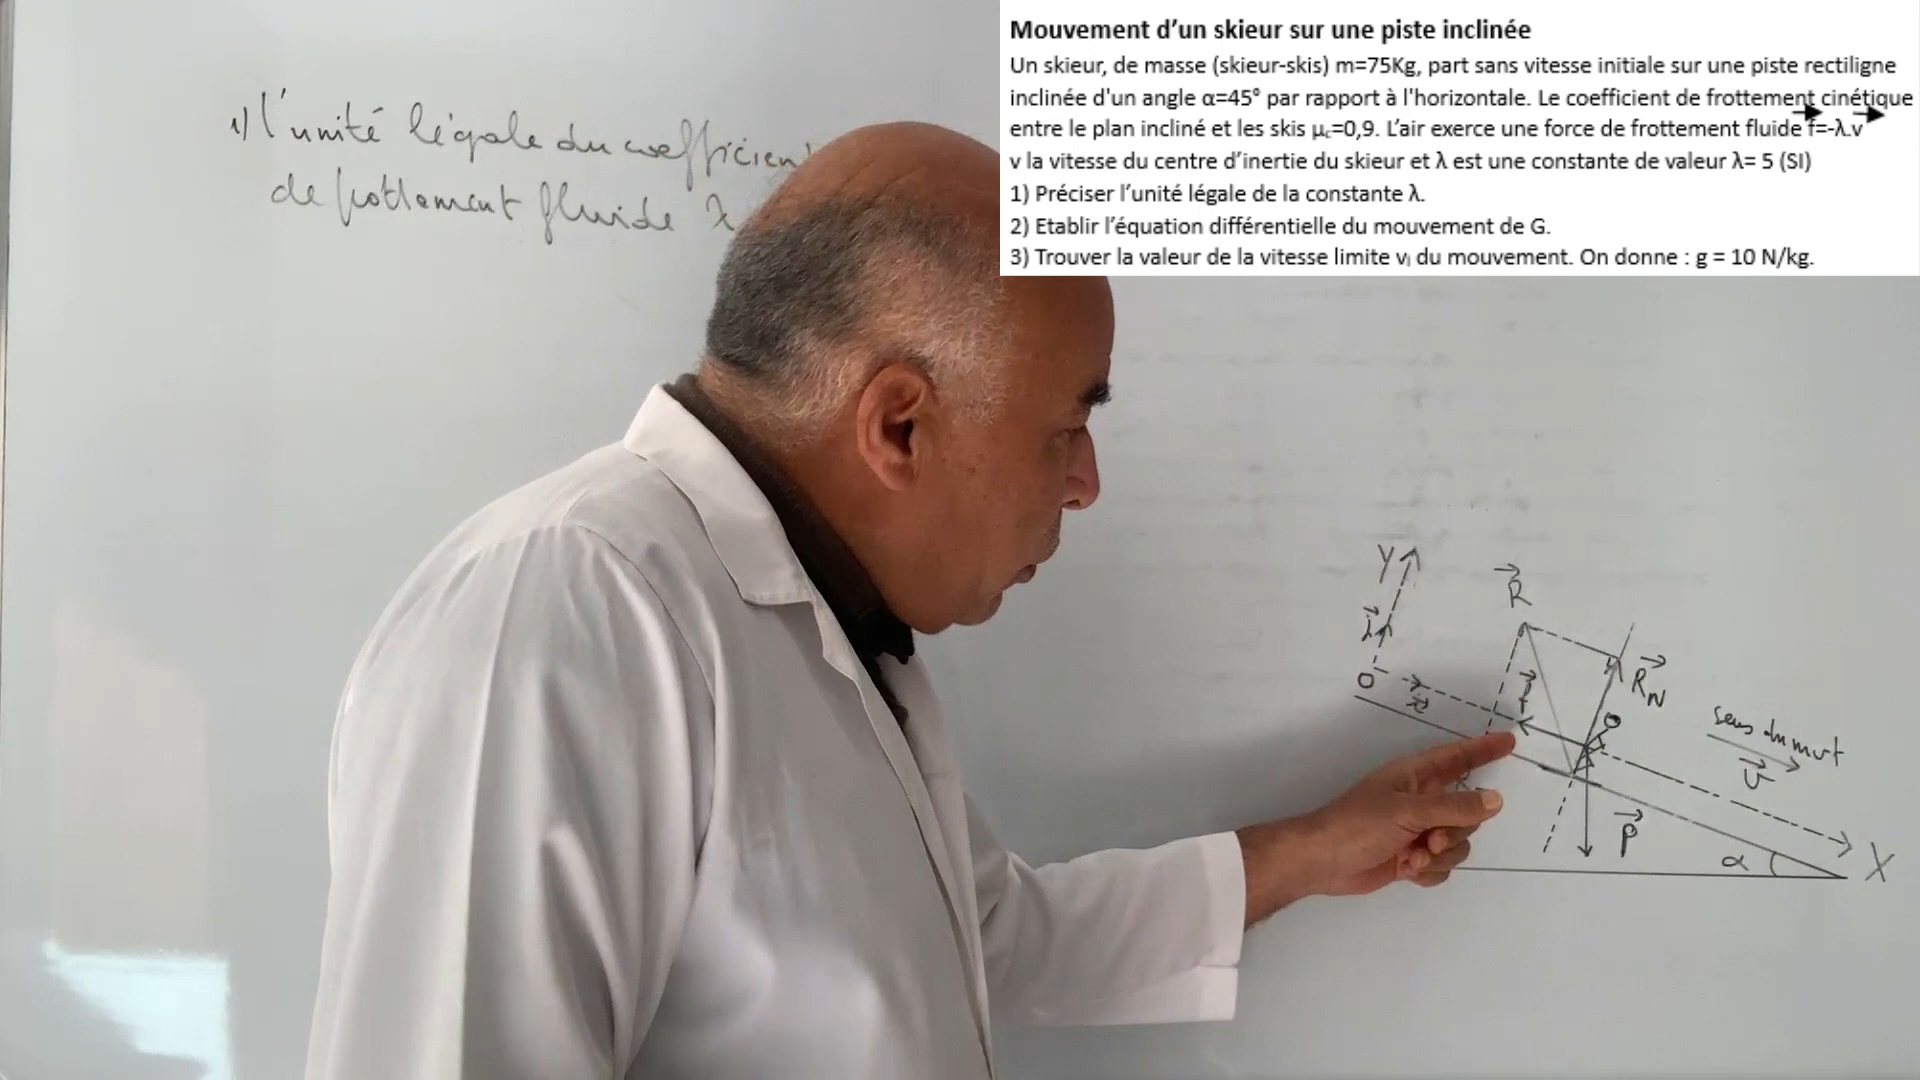 Mouvement d’un skieur sur une piste inclinée
Un skieur, de masse (skieur-skis) m=75Kg, part sans vitesse initiale sur une piste rectiligne
inclinée d'un angle α=45° par rapport à l'horizontale. Le coefficient de frottement cinétique
entre le plan incliné et les skis μc=0,9. L’air exerce une force de frottement fluide f=-λ.v
v la vitesse du centre d’inertie du skieur et λ est une constante de valeur λ= 5 (SI)
1) Préciser l’unité légale de la constante λ.
2) Etablir l’équation différentielle du mouvement de G.
3) Trouver la valeur de la vitesse limite vl du mouvement. On donne : g = 10 N/kg.
1) l'unité légale du coefficien
de frottement fluide λ
Y
R
O
f
RN
sens du mvt
v
P
α
X